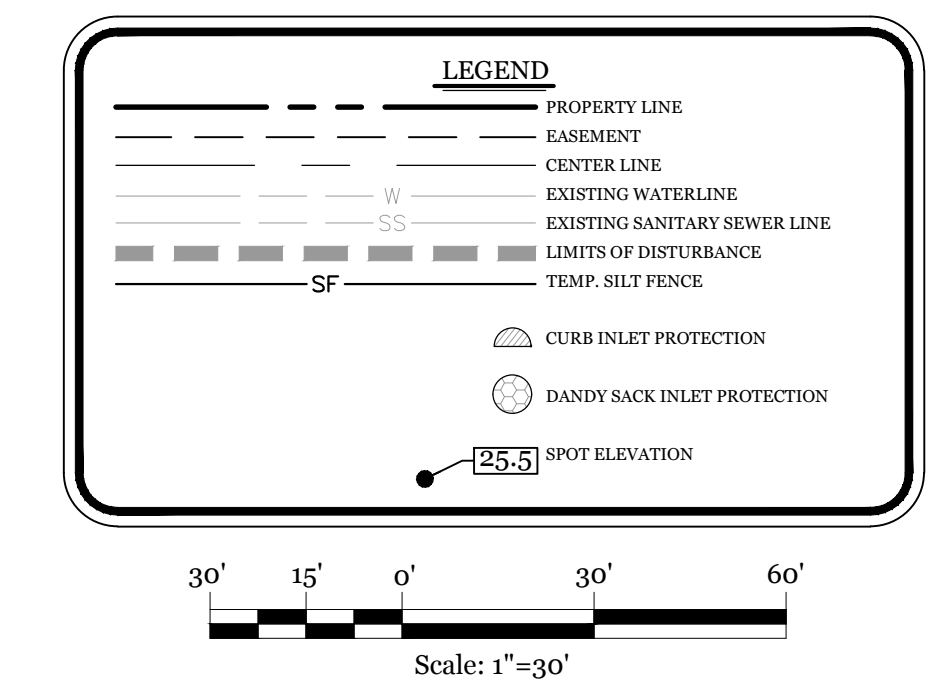 LEGEND
PROPERTY LINE
EASEMENT
CENTER LINE
W EXISTING WATERLINE
SS EXISTING SANITARY SEWER LINE
LIMITS OF DISTURBANCE
SF TEMP. SILT FENCE
CURB INLET PROTECTION
DANDY SACK INLET PROTECTION
25.5 SPOT ELEVATION
30' 15' 0' 30' 60'
Scale: 1"=30'